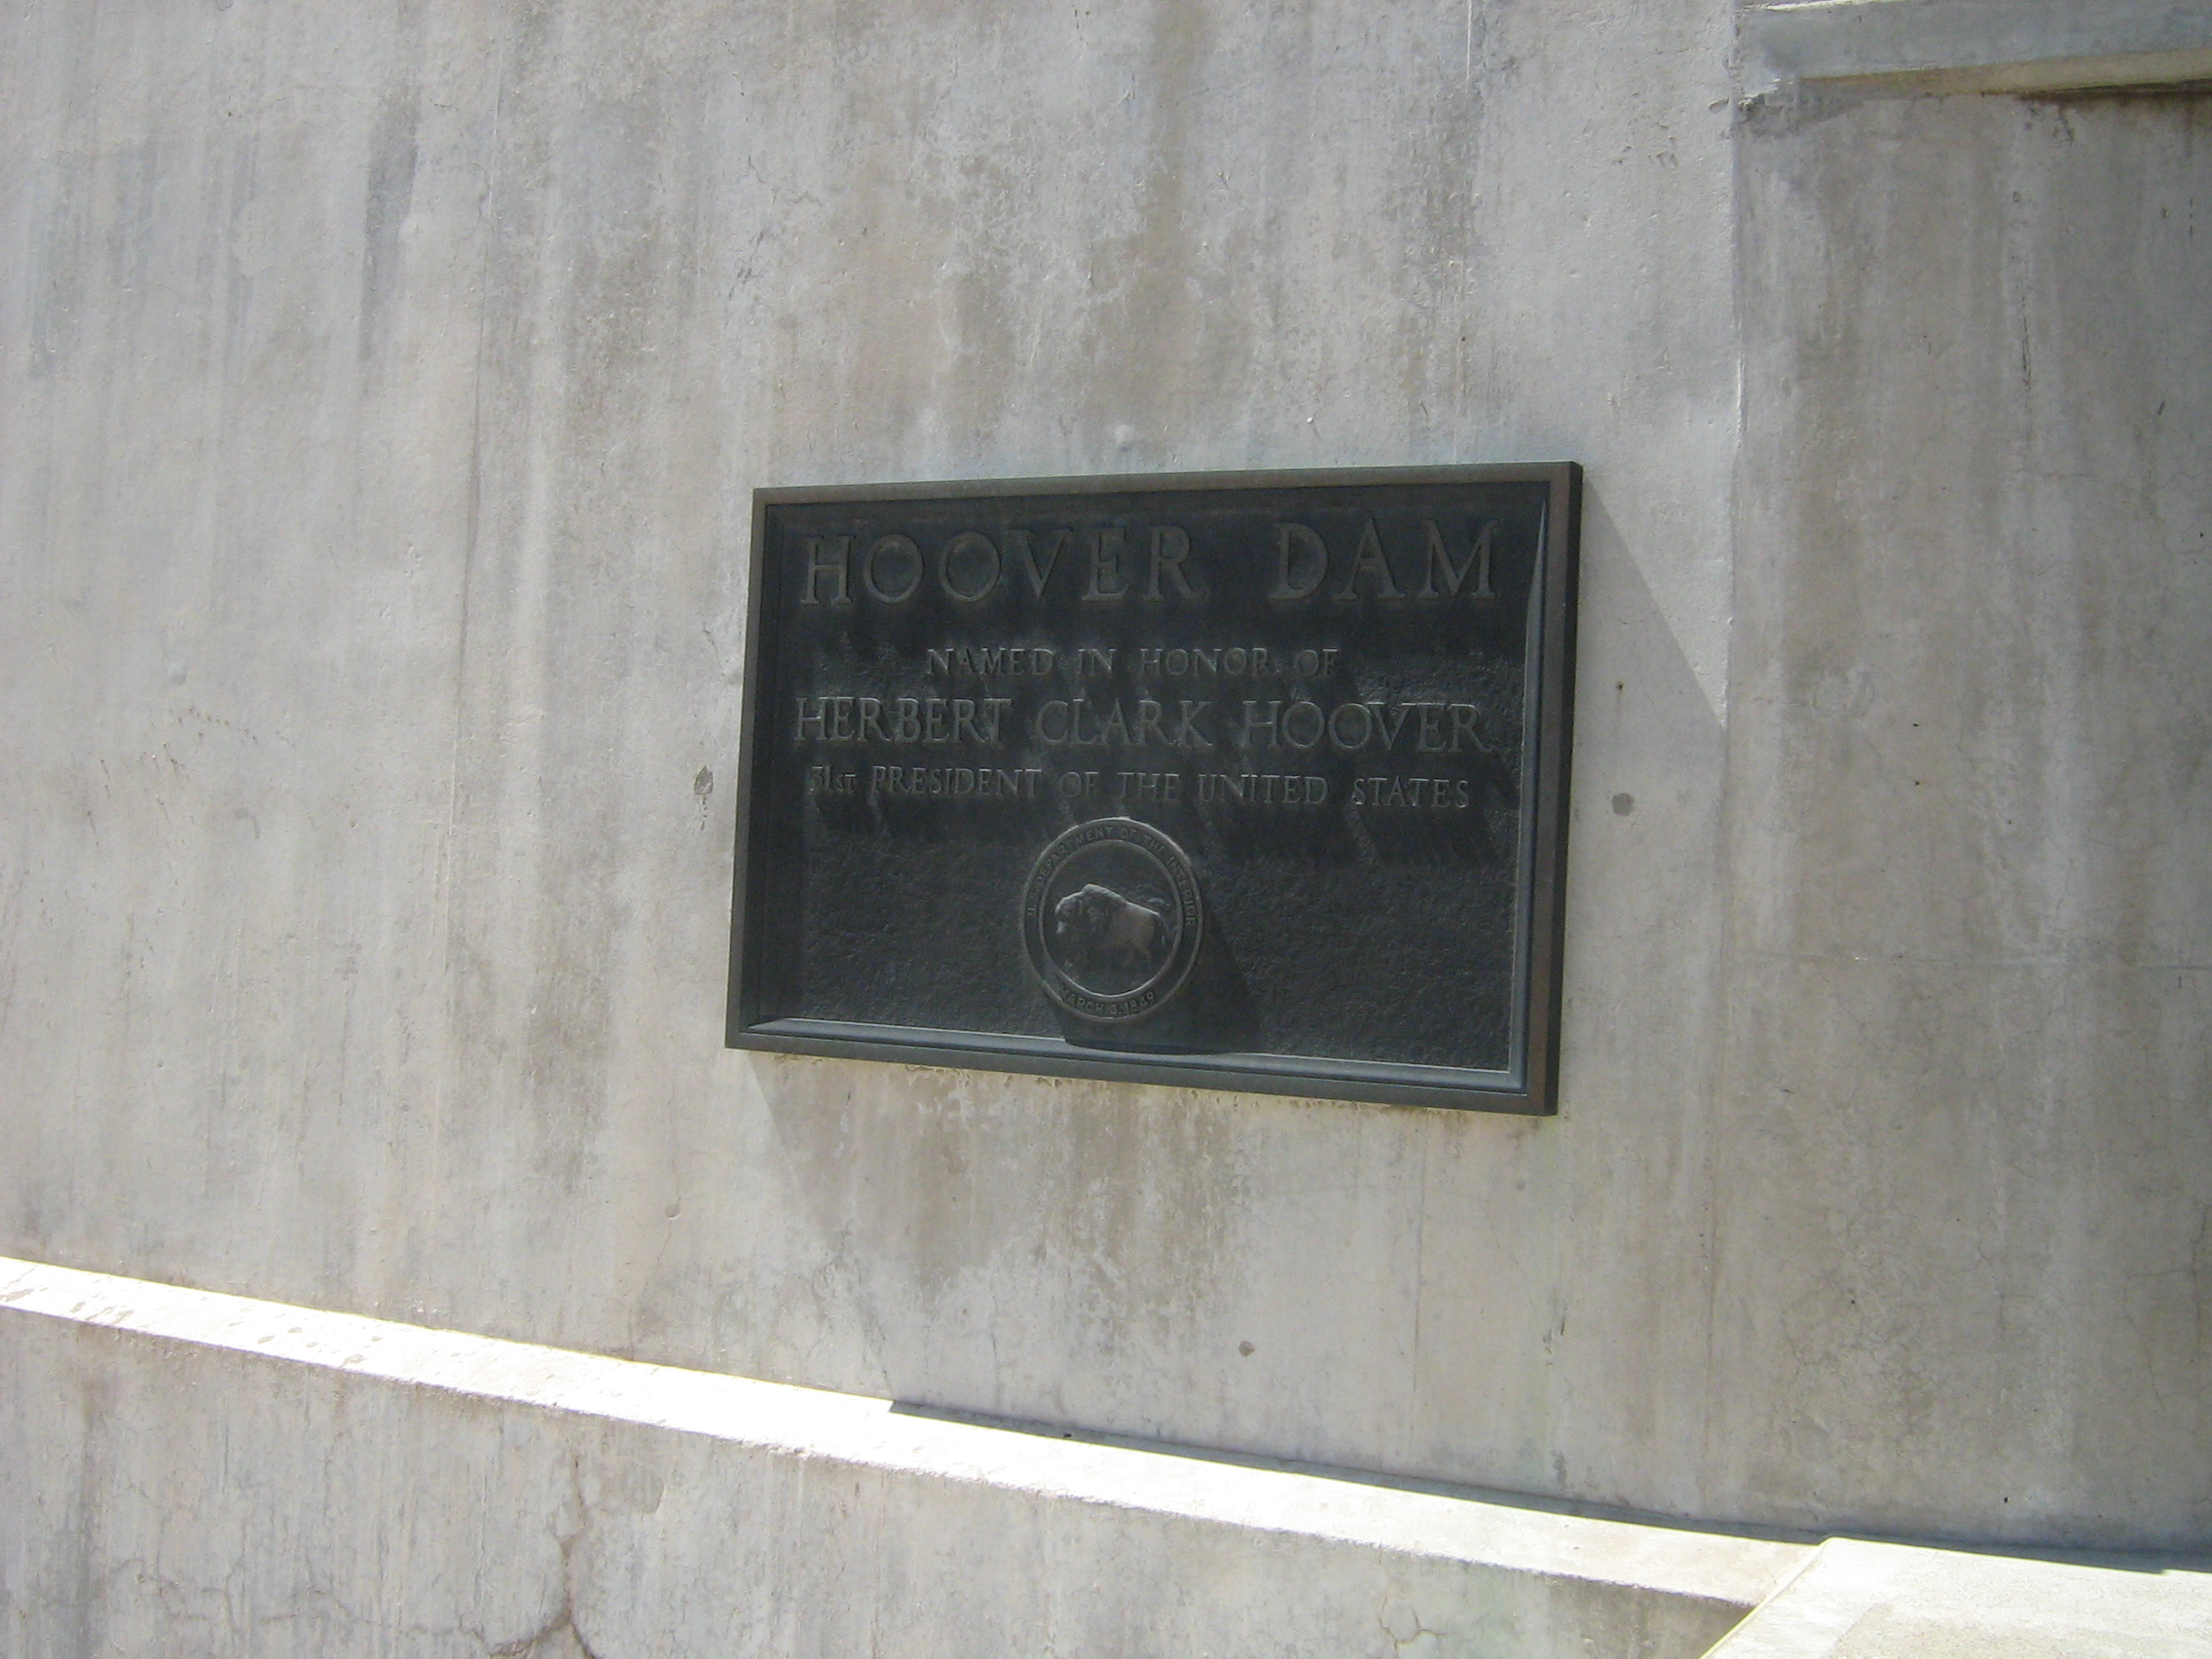 HOOVER DAM
NAMED IN HONOR OF
HERBERT CLARK HOOVER
31ST PRESIDENT OF THE UNITED STATES
U.S. DEPARTMENT OF THE INTERIOR
MARCH 3, 1849